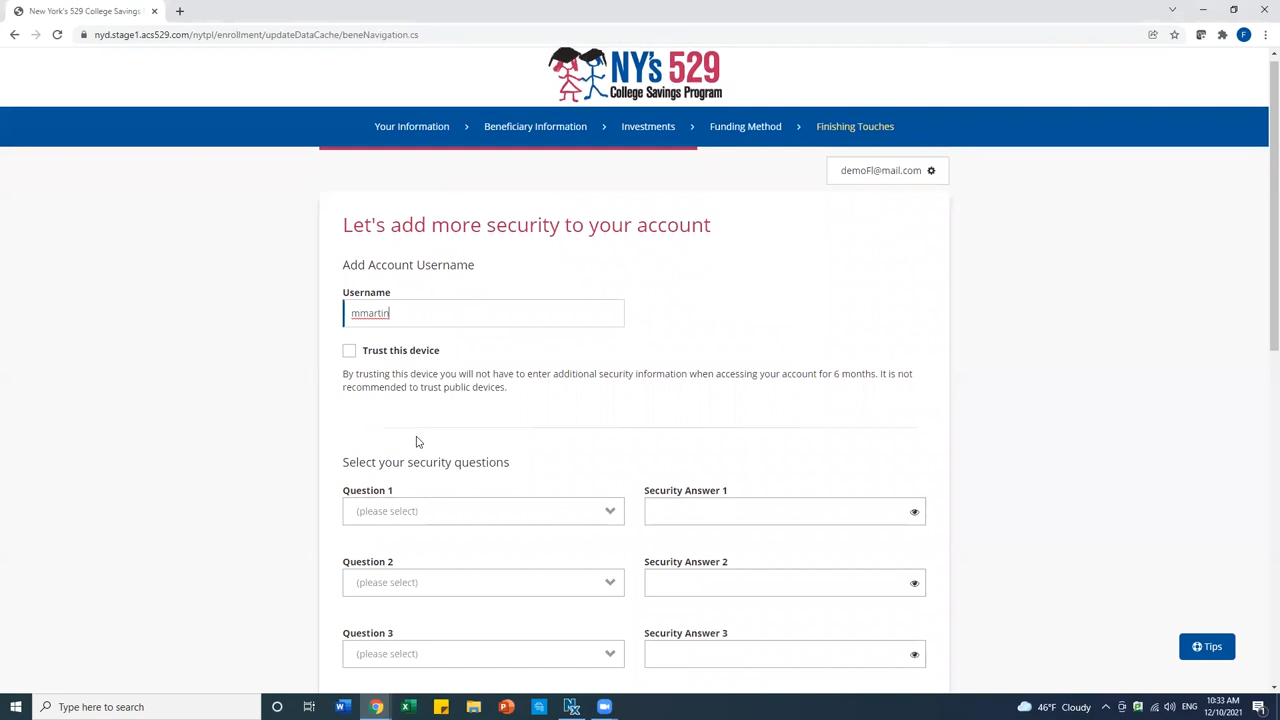 New York's 529 College Savings
nyd.stage1.acs529.com/nytpl/enrollment/updateDataCache/beneNavigation.cs
F
NY's 529
College Savings Program
Your Information > Beneficiary Information > Investments > Funding Method > Finishing Touches
demoFl@mail.com
Let's add more security to your account
Add Account Username
Username
mmartin
Trust this device
By trusting this device you will not have to enter additional security information when accessing your account for 6 months. It is not
recommended to trust public devices.
Select your security questions
Question 1 Security Answer 1
(please select)
Question 2 Security Answer 2
(please select)
Question 3 Security Answer 3
(please select)
Tips
Type here to search
46°F Cloudy
10:33 AM
12/10/2021